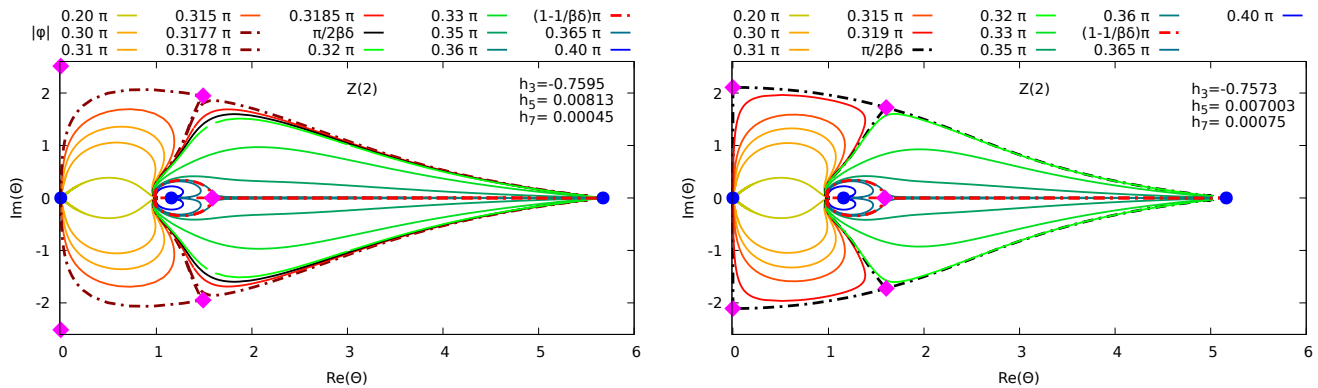 0.20 π 0.315 π 0.3185 π 0.33 π (1-1/βδ)π
|φ| 0.30 π 0.3177 π π/2βδ 0.35 π 0.365 π
0.31 π 0.3178 π 0.32 π 0.36 π 0.40 π
Z(2)
h3=-0.7595
h5= 0.00813
h7= 0.00045
Im(Θ)
2
1
0
-1
-2
0 1 2 3 4 5 6
Re(Θ)
0.20 π 0.315 π 0.32 π 0.36 π 0.40 π
0.30 π 0.319 π 0.33 π (1-1/βδ)π
0.31 π π/2βδ 0.35 π 0.365 π
Z(2)
h3=-0.7573
h5= 0.007003
h7= 0.00075
Im(Θ)
2
1
0
-1
-2
0 1 2 3 4 5 6
Re(Θ)